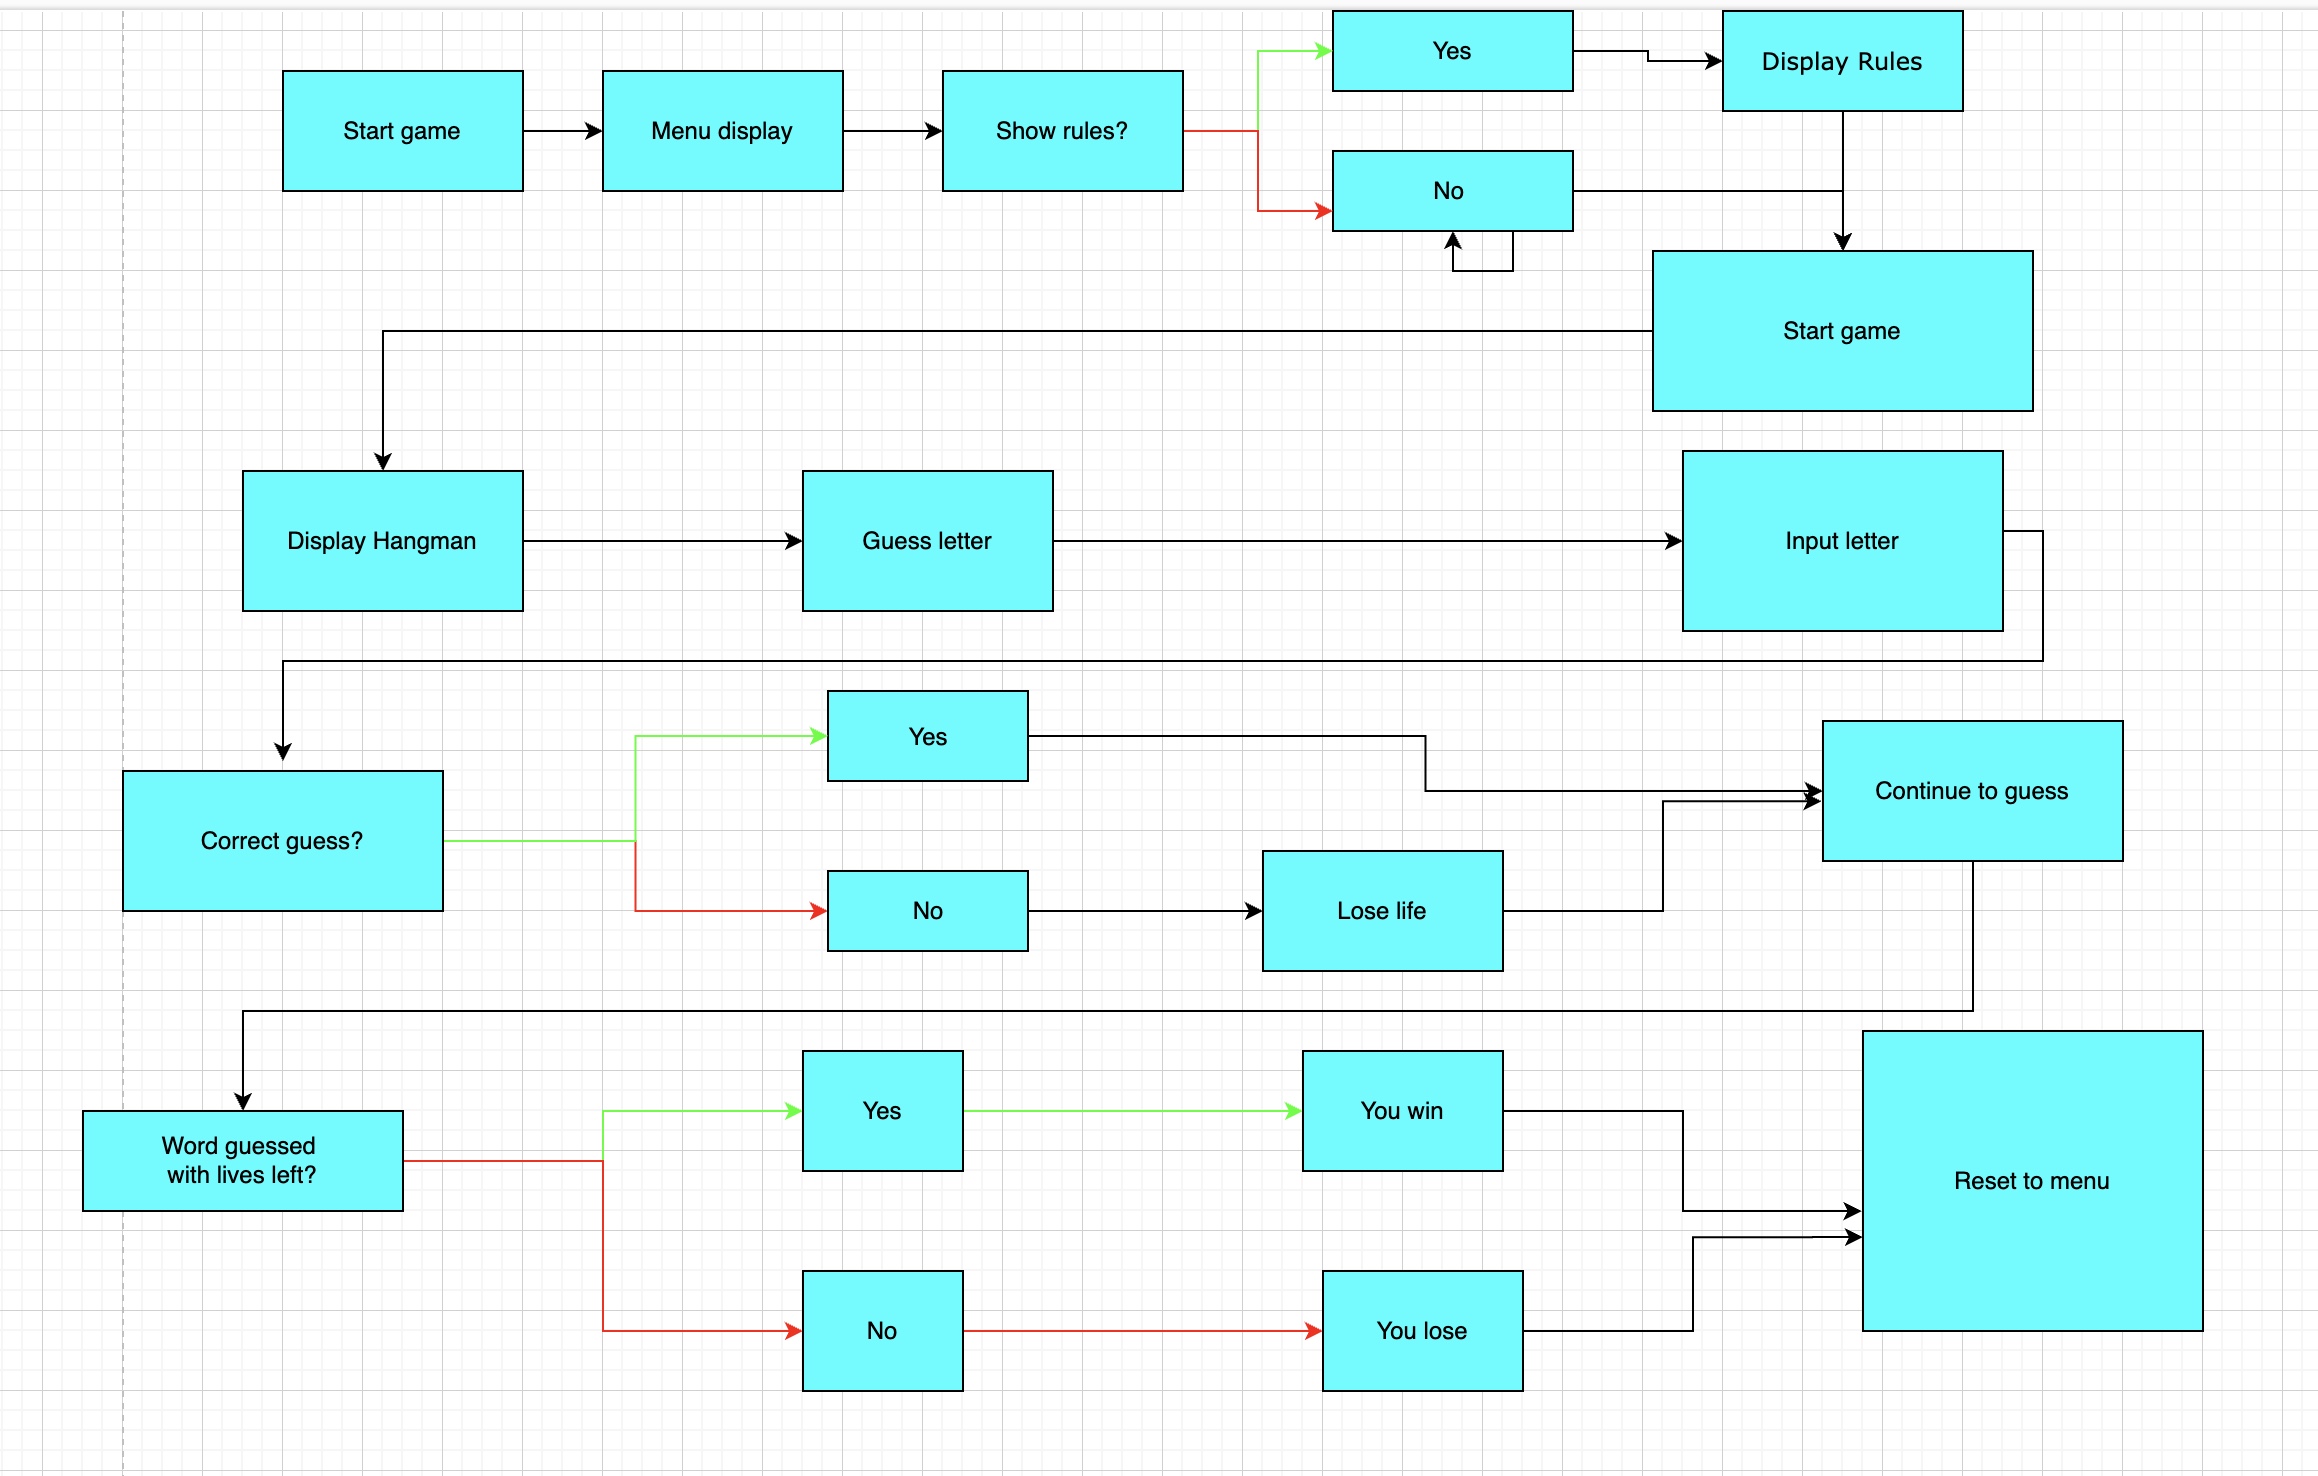 Start game
Menu display
Show rules?
Yes
Display Rules
No
Start game
Display Hangman
Guess letter
Input letter
Correct guess?
Yes
No
Lose life
Continue to guess
Word guessed
with lives left?
Yes
You win
No
You lose
Reset to menu